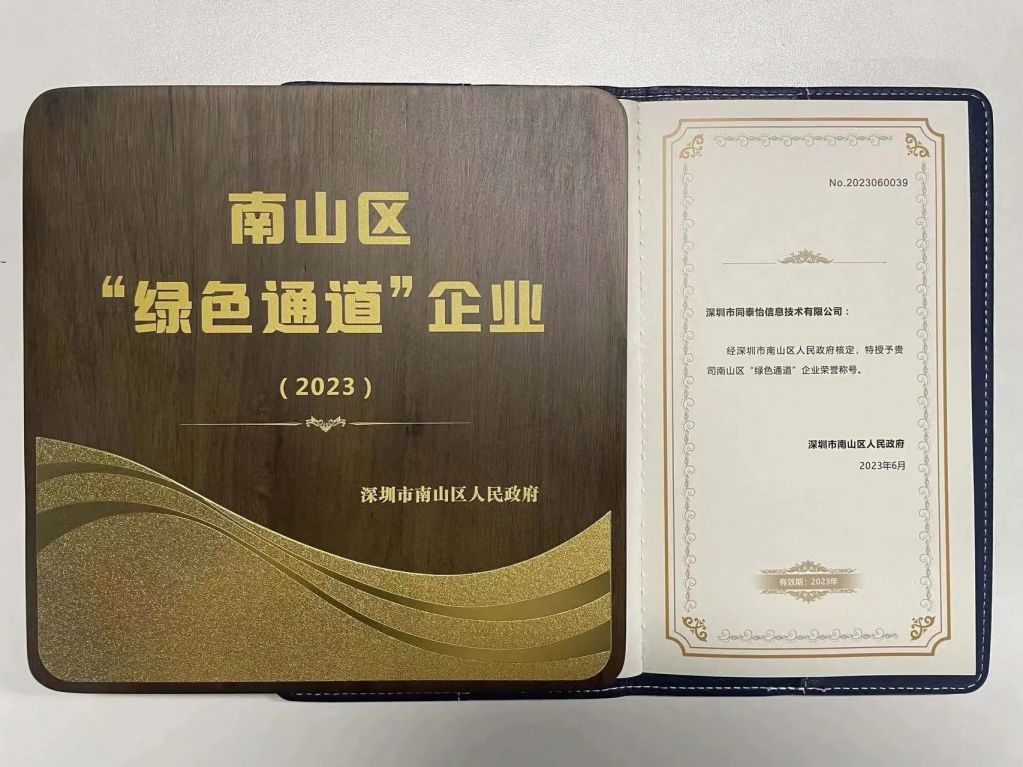 南山区
“绿色通道”企业
（2023）
深圳市南山区人民政府
No.2023060039
深圳市同泰怡信息技术有限公司：
经深圳市南山区人民政府核定，特授予贵
司南山区“绿色通道”企业荣誉称号。
深圳市南山区人民政府
2023年6月
有效期：2023年